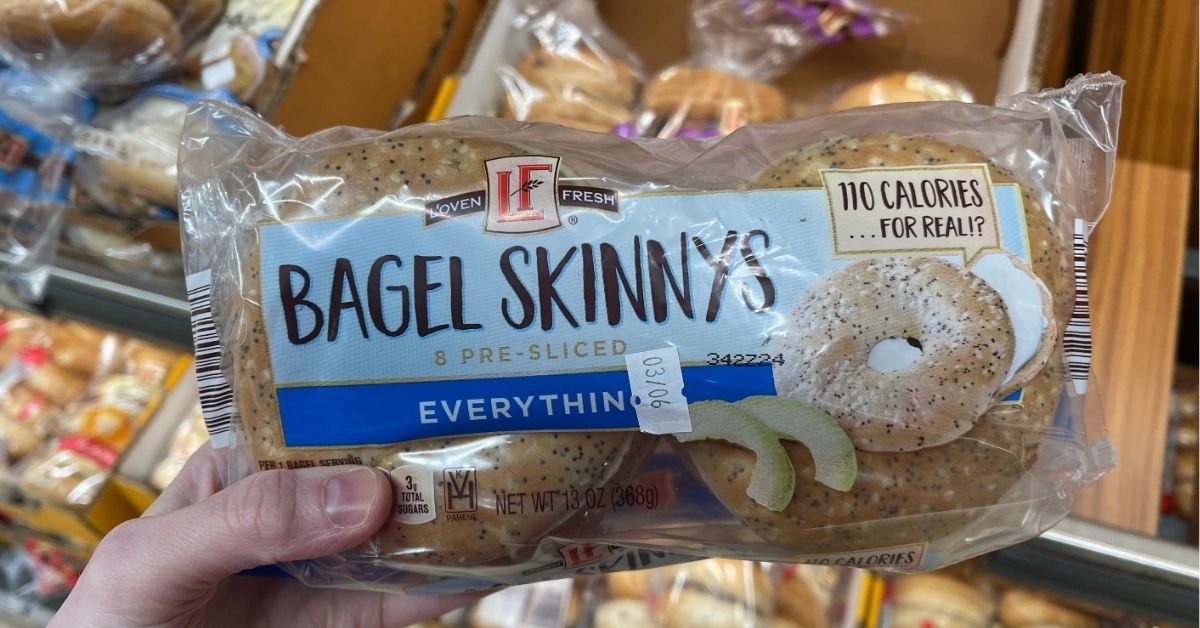 L'OVEN LF FRESH®
110 CALORIES
...FOR REAL!?
BAGEL SKINNYS
8 PRE-SLICED
342724
03/06
EVERYTHIN
PER 1 BAGEL SERVING
3g
TOTAL
SUGARS
K
PAREVE
NET WT 13 OZ (368g)
LF
110 CALORIES